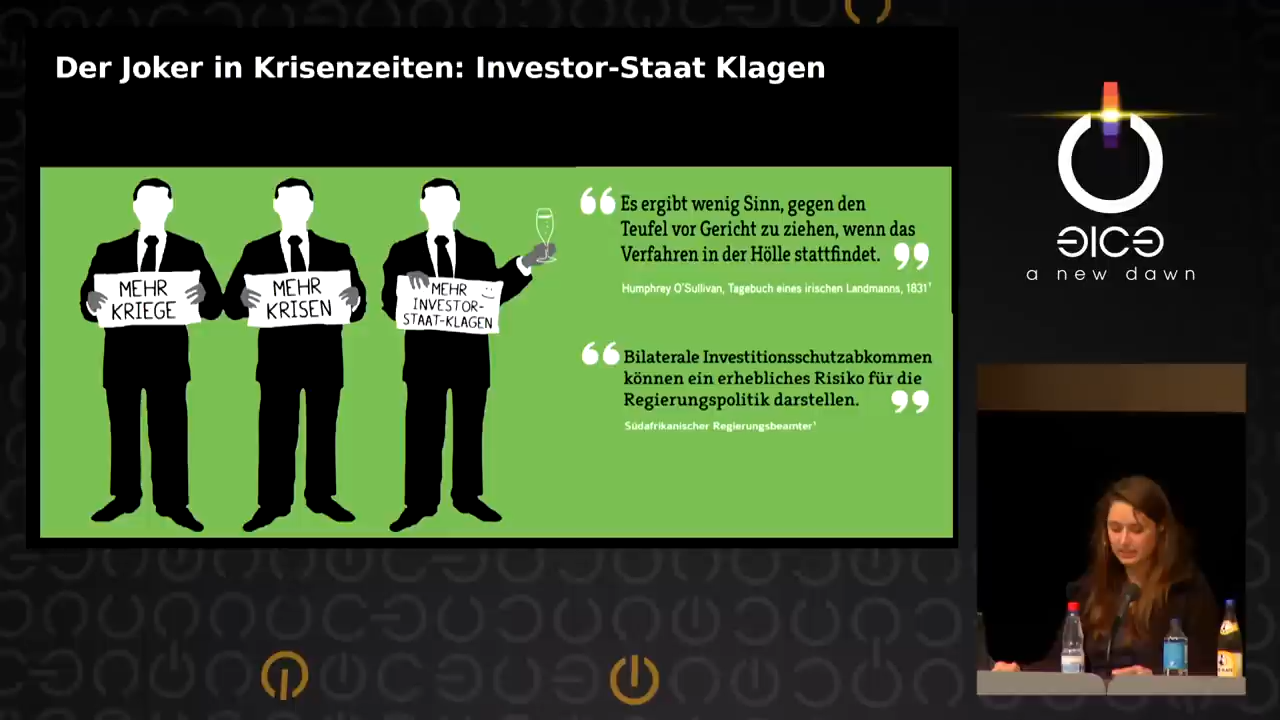 Der Joker in Krisenzeiten: Investor-Staat Klagen
MEHR
KRIEGE
MEHR
KRISEN
MEHR
INVESTOR-
STAAT-KLAGEN
“Es ergibt wenig Sinn, gegen den
Teufel vor Gericht zu ziehen, wenn das
Verfahren in der Hölle stattfindet.”
Humphrey O'Sullivan, Tagebuch eines irischen Landmanns, 1831¹
“Bilaterale Investitionsschutzabkommen
können ein erhebliches Risiko für die
Regierungspolitik darstellen.”
Südafrikanischer Regierungsbeamter¹
a new dawn